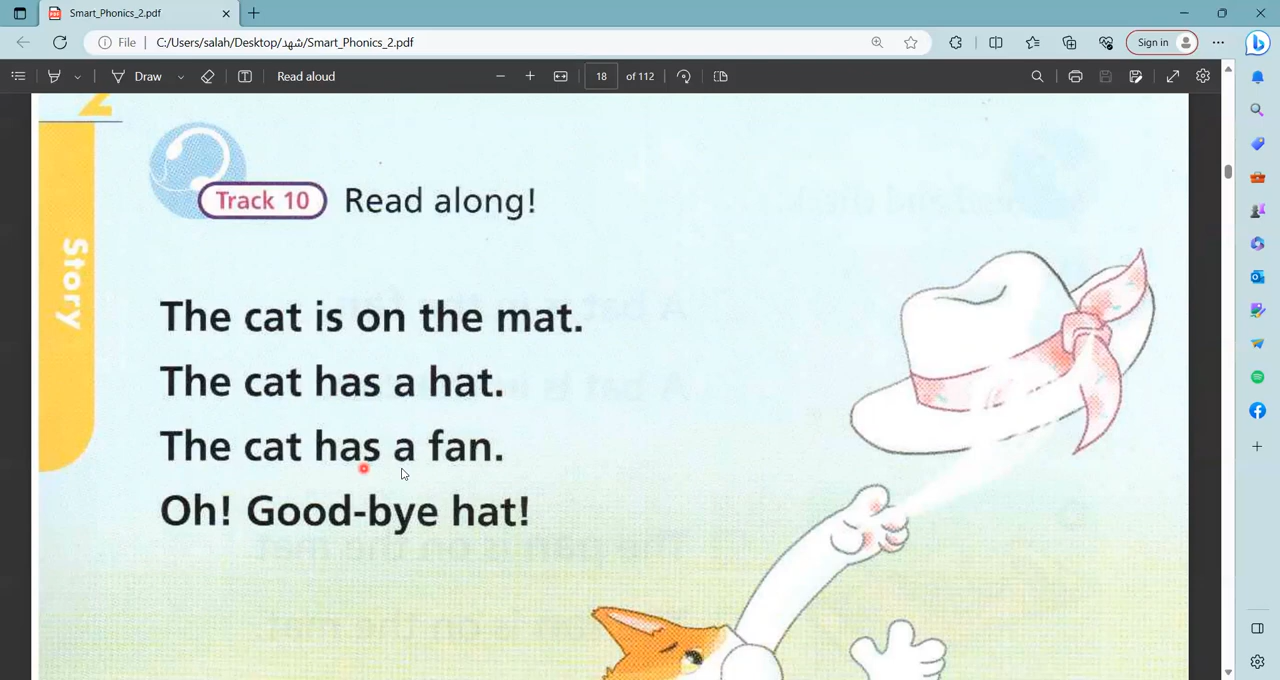 Smart_Phonics_2.pdf
File C:/Users/salah/Desktop/شهد/Smart_Phonics_2.pdf
Sign in
Draw
Read aloud
18 of 112
2
Story
Track 10 Read along!
The cat is on the mat.
The cat has a hat.
The cat has a fan.
Oh! Good-bye hat!